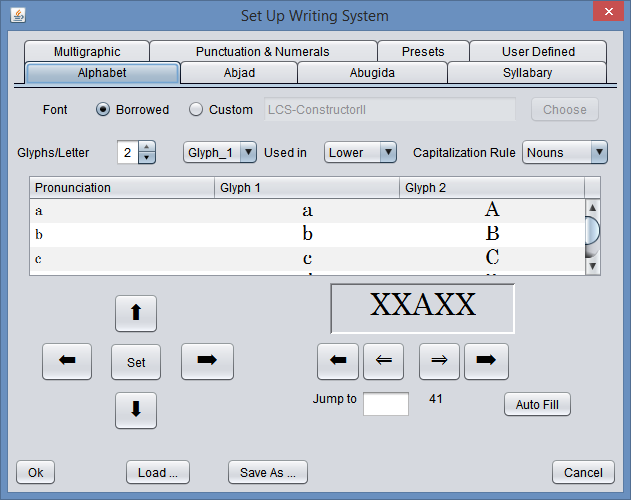 Set Up Writing System
Multigraphic Punctuation & Numerals Presets User Defined
Alphabet Abjad Abugida Syllabary
Font Borrowed Custom LCS-ConstructorII Choose
Glyphs/Letter 2 Glyph_1 Used in Lower Capitalization Rule Nouns
Pronunciation Glyph 1 Glyph 2
a a A
b b B
c c C
XXAXX
Set
Jump to 41 Auto Fill
Ok Load ... Save As ... Cancel